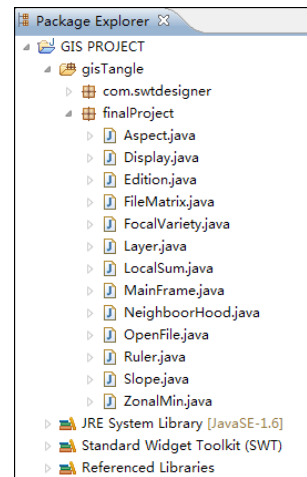 Package Explorer
GIS PROJECT
gisTangle
com.swtdesigner
finalProject
Aspect.java
Display.java
Edition.java
FileMatrix.java
FocalVariety.java
Layer.java
LocalSum.java
MainFrame.java
NeighboorHood.java
OpenFile.java
Ruler.java
Slope.java
ZonalMin.java
JRE System Library [JavaSE-1.6]
Standard Widget Toolkit (SWT)
Referenced Libraries